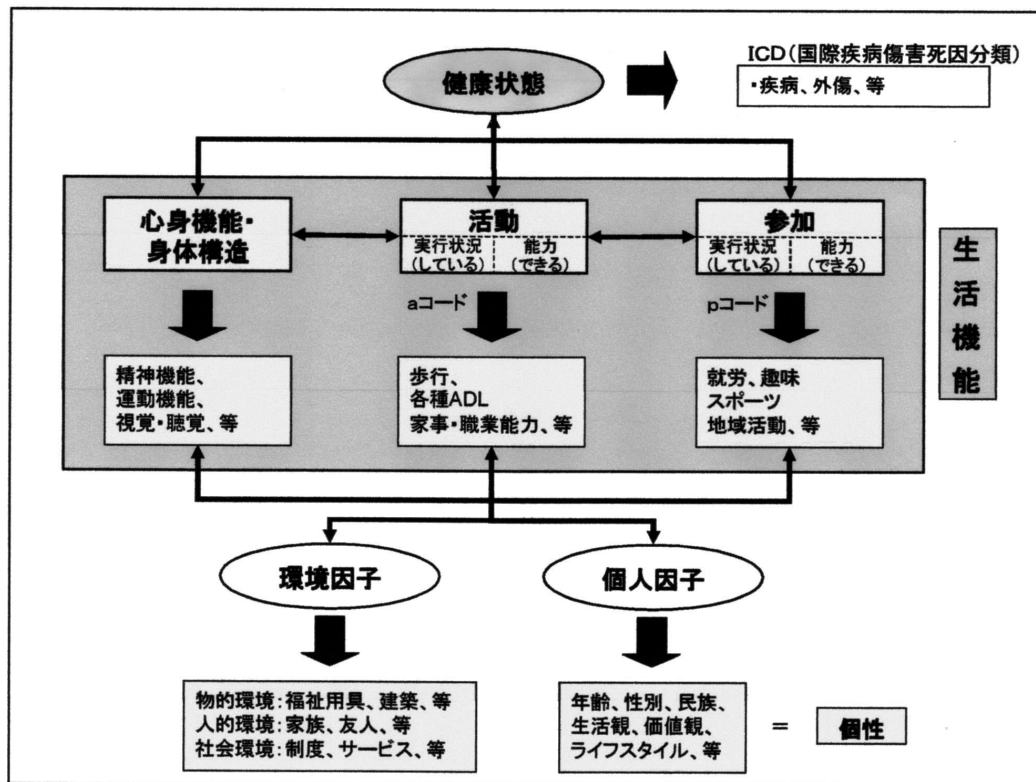 ICD(国際疾病傷害死因分類)
健康状態
・疾病、外傷、等
心身機能・
身体構造
活動
実行状況
(している)
能力
(できる)
参加
実行状況
(している)
能力
(できる)
生活機能
aコード
pコード
精神機能、
運動機能、
視覚・聴覚、等
歩行、
各種ADL
家事・職業能力、等
就労、趣味
スポーツ
地域活動、等
環境因子
個人因子
物的環境:福祉用具、建築、等
人的環境:家族、友人、等
社会環境:制度、サービス、等
年齢、性別、民族、
生活観、価値観、
ライフスタイル、等
=
個性